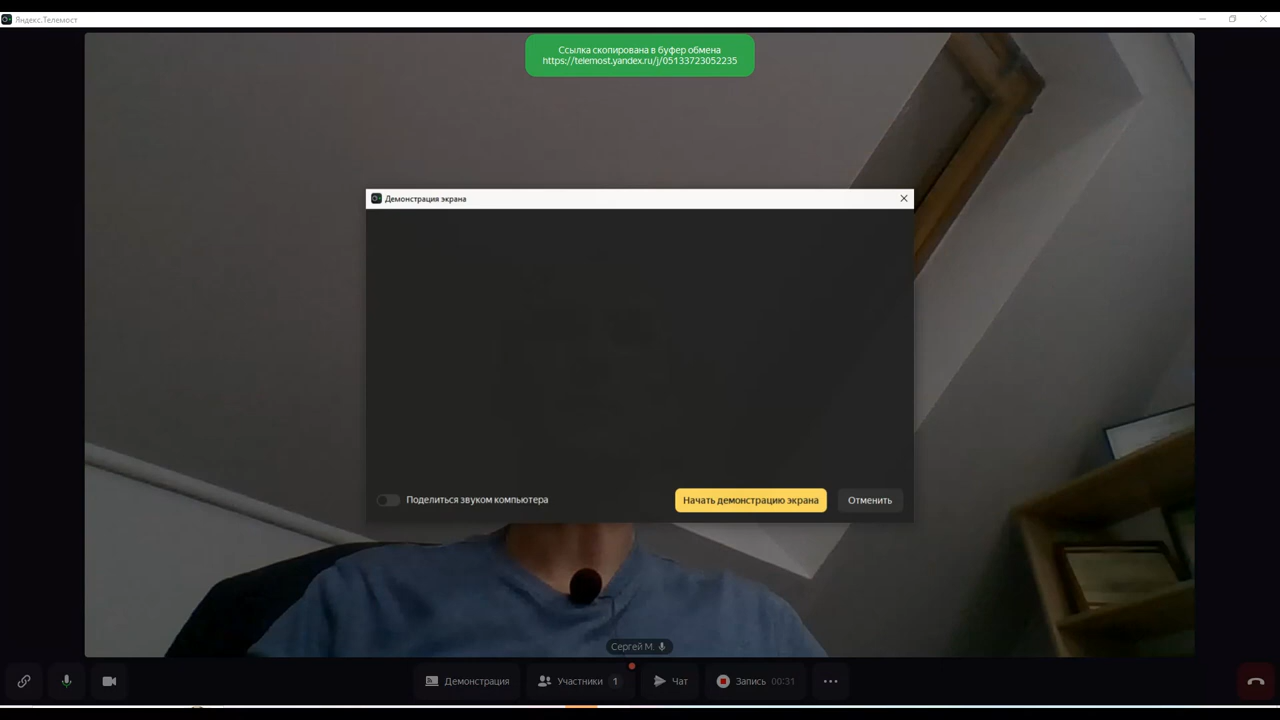 Яндекс.Телемост
Ссылка скопирована в буфер обмена
https://telemost.yandex.ru/j/05133723052235
Демонстрация экрана
Поделиться звуком компьютера
Начать демонстрацию экрана
Отменить
Сергей М.
Демонстрация
Участники 1
Чат
Запись 00:31